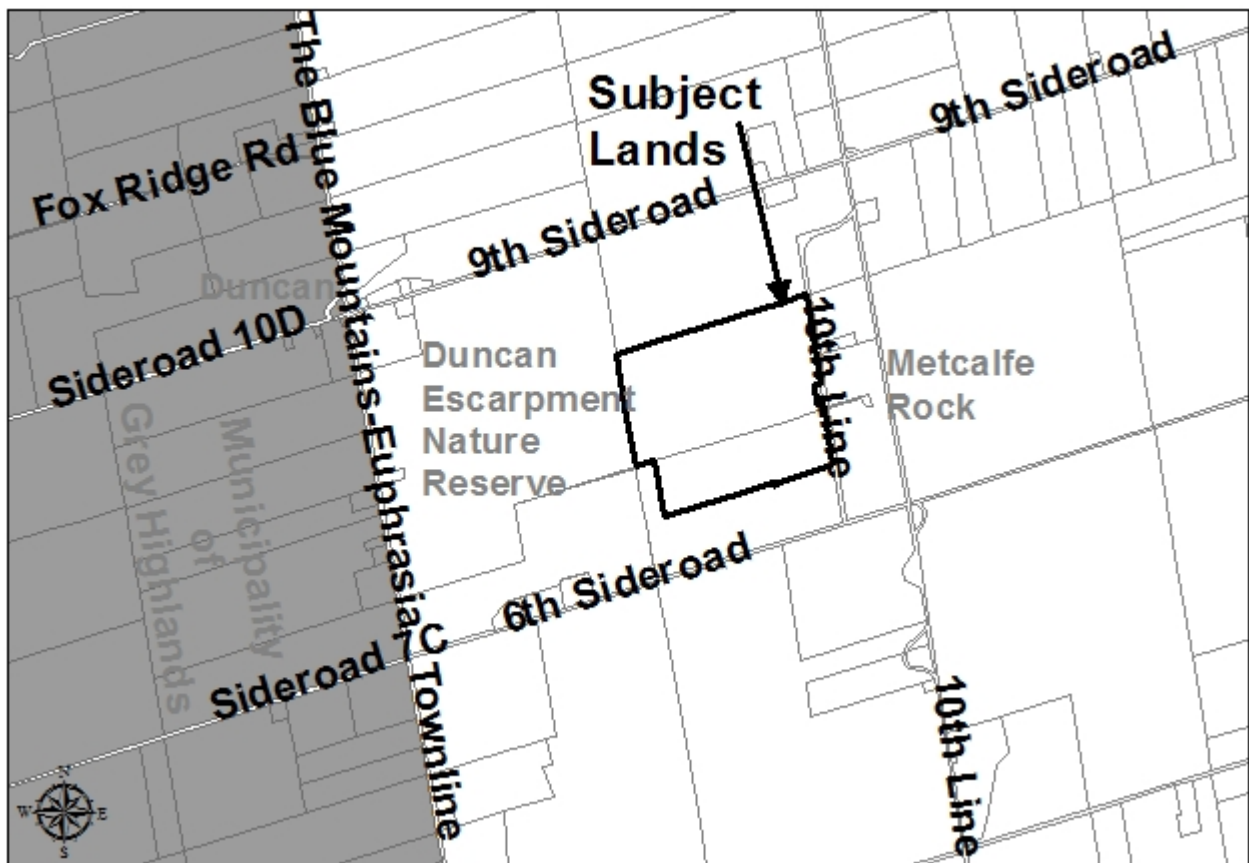 The Blue Mountains-Euphrasia Townline
Subject
Lands
9th Sideroad
Fox Ridge Rd
9th Sideroad
Duncan
Sideroad 10D
10th Line
Duncan
Escarpment
Nature
Reserve
Metcalfe
Rock
Municipality
of
Grey Highlands
6th Sideroad
Sideroad 7C
10th Line
N
W
E
S